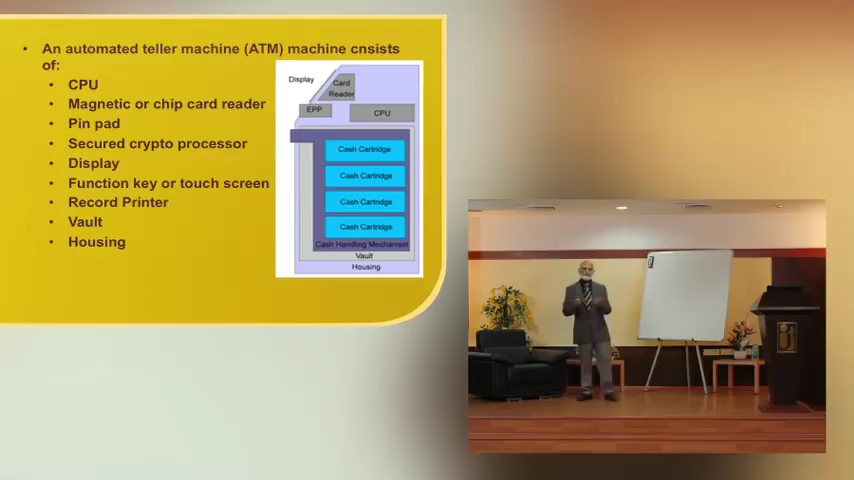 An automated teller machine (ATM) machine cnsists
of:
CPU
Magnetic or chip card reader
Pin pad
Secured crypto processor
Display
Function key or touch screen
Record Printer
Vault
Housing
Display
Card
Reader
EPP
CPU
Cash Cartridge
Cash Cartridge
Cash Cartridge
Cash Cartridge
Cash Handling Mechanism
Vault
Housing